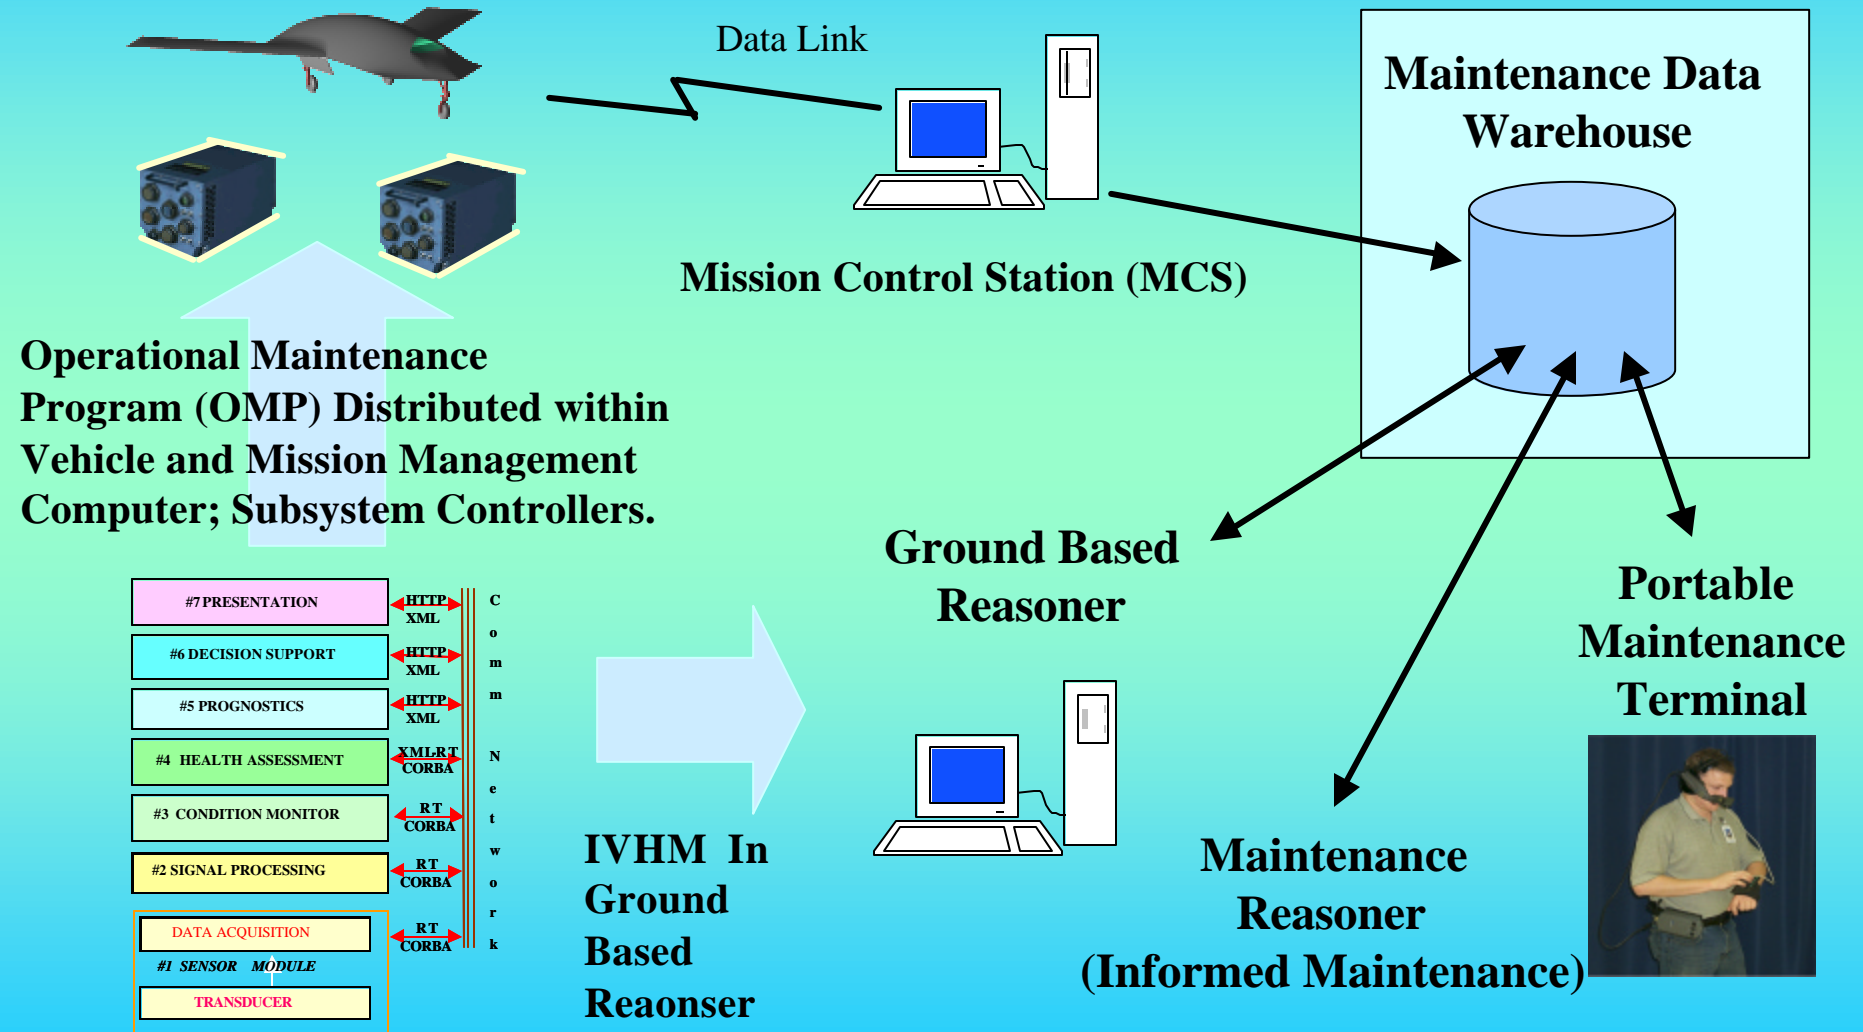 Data Link
Maintenance Data
Warehouse
Mission Control Station (MCS)
Operational Maintenance
Program (OMP) Distributed within
Vehicle and Mission Management
Computer; Subsystem Controllers.
#7 PRESENTATION
HTTP
XML
#6 DECISION SUPPORT
HTTP
XML
#5 PROGNOSTICS
HTTP
XML
#4 HEALTH ASSESSMENT
XML-RT
CORBA
#3 CONDITION MONITOR
RT
CORBA
#2 SIGNAL PROCESSING
RT
CORBA
DATA ACQUISITION
RT
CORBA
#1 SENSOR MODULE
TRANSDUCER
Comm Network
IVHM In
Ground
Based
Reaonser
Ground Based
Reasoner
Maintenance
Reasoner
(Informed Maintenance)
Portable
Maintenance
Terminal